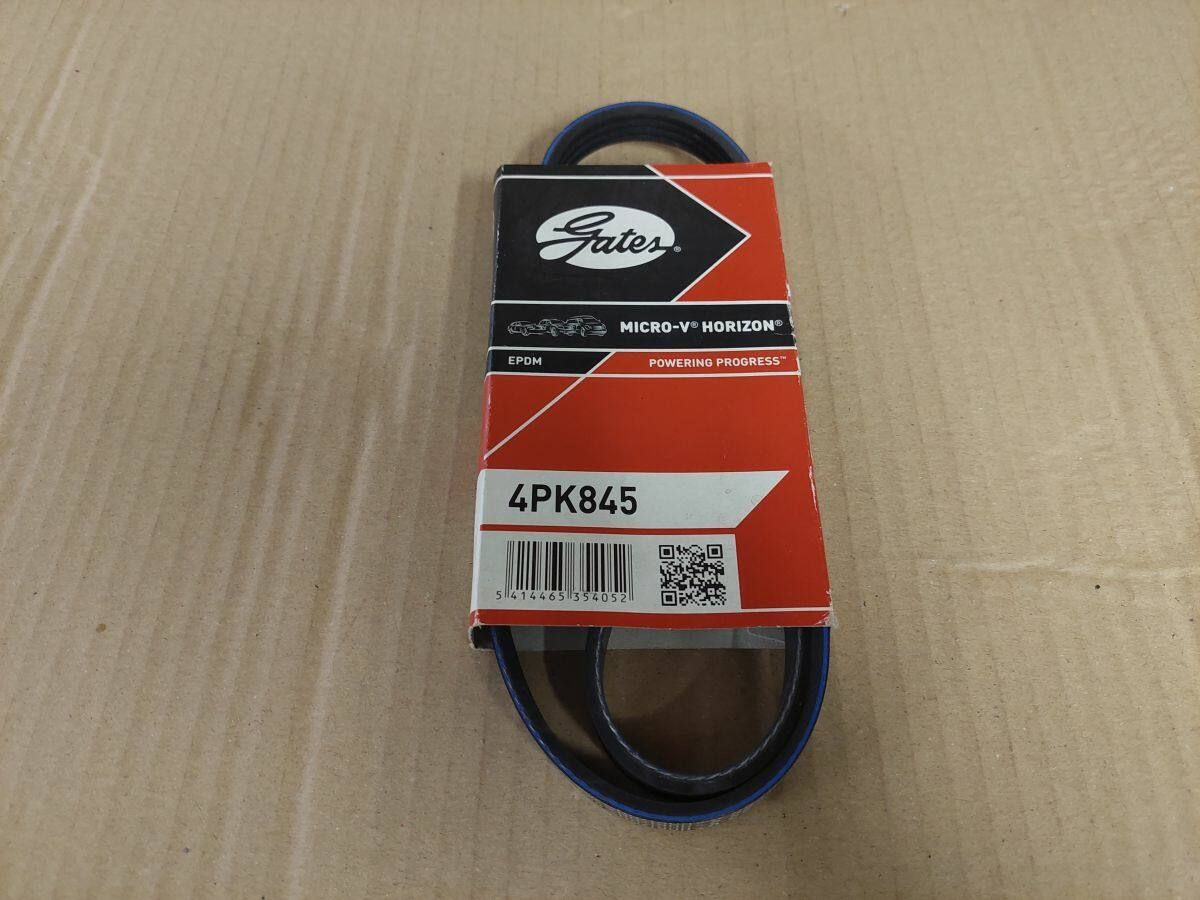 Gates®
MICRO-V® HORIZON®
EPDM
POWERING PROGRESS™
4PK845
5 414465 354052